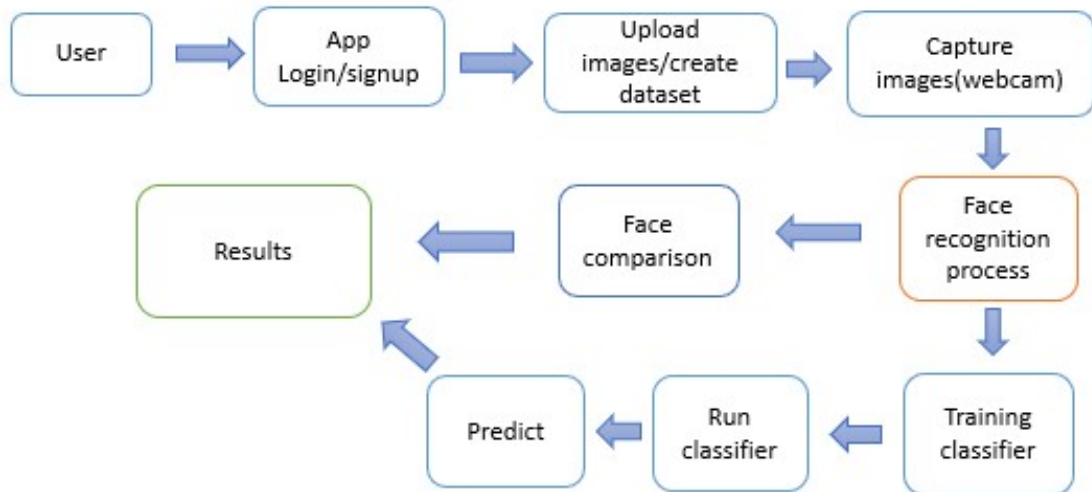 User
App
Login/signup
Upload
images/create
dataset
Capture
images(webcam)
Results
Face
comparison
Face
recognition
process
Predict
Run
classifier
Training
classifier